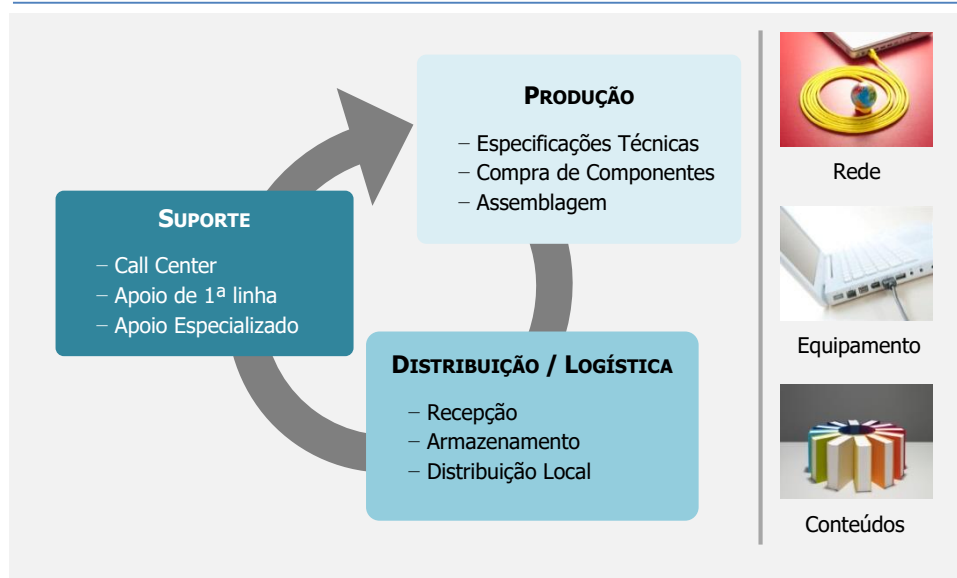 PRODUÇÃO
– Especificações Técnicas
– Compra de Componentes
– Assemblagem
SUPORTE
– Call Center
– Apoio de 1ª linha
– Apoio Especializado
DISTRIBUIÇÃO / LOGÍSTICA
– Recepção
– Armazenamento
– Distribuição Local
Rede
Equipamento
Conteúdos